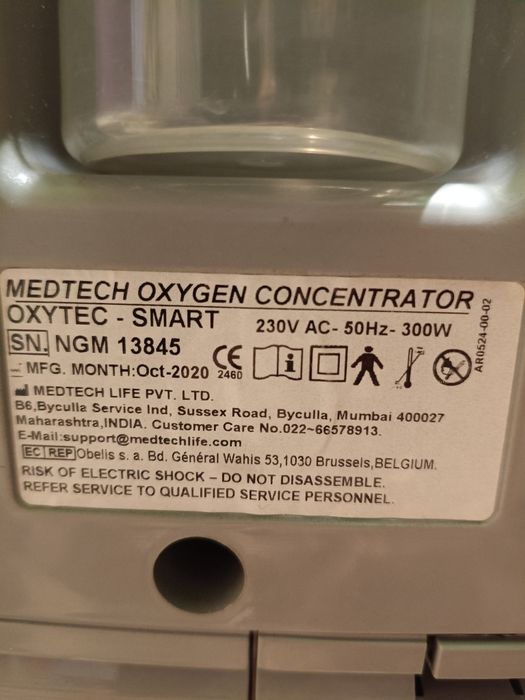 MEDTECH OXYGEN CONCENTRATOR
OXYTEC - SMART
230V AC- 50Hz- 300W
SN. NGM 13845
MFG. MONTH:Oct-2020
CE
2460
i
AR0524-00-02
MEDTECH LIFE PVT. LTD.
B6,Byculla Service Ind, Sussex Road, Byculla, Mumbai 400027
Maharashtra,INDIA. Customer Care No.022~66578913.
E-Mail:support@medtechlife.com
EC REP Obelis s. a. Bd. Général Wahis 53,1030 Brussels,BELGIUM.
RISK OF ELECTRIC SHOCK – DO NOT DISASSEMBLE.
REFER SERVICE TO QUALIFIED SERVICE PERSONNEL.